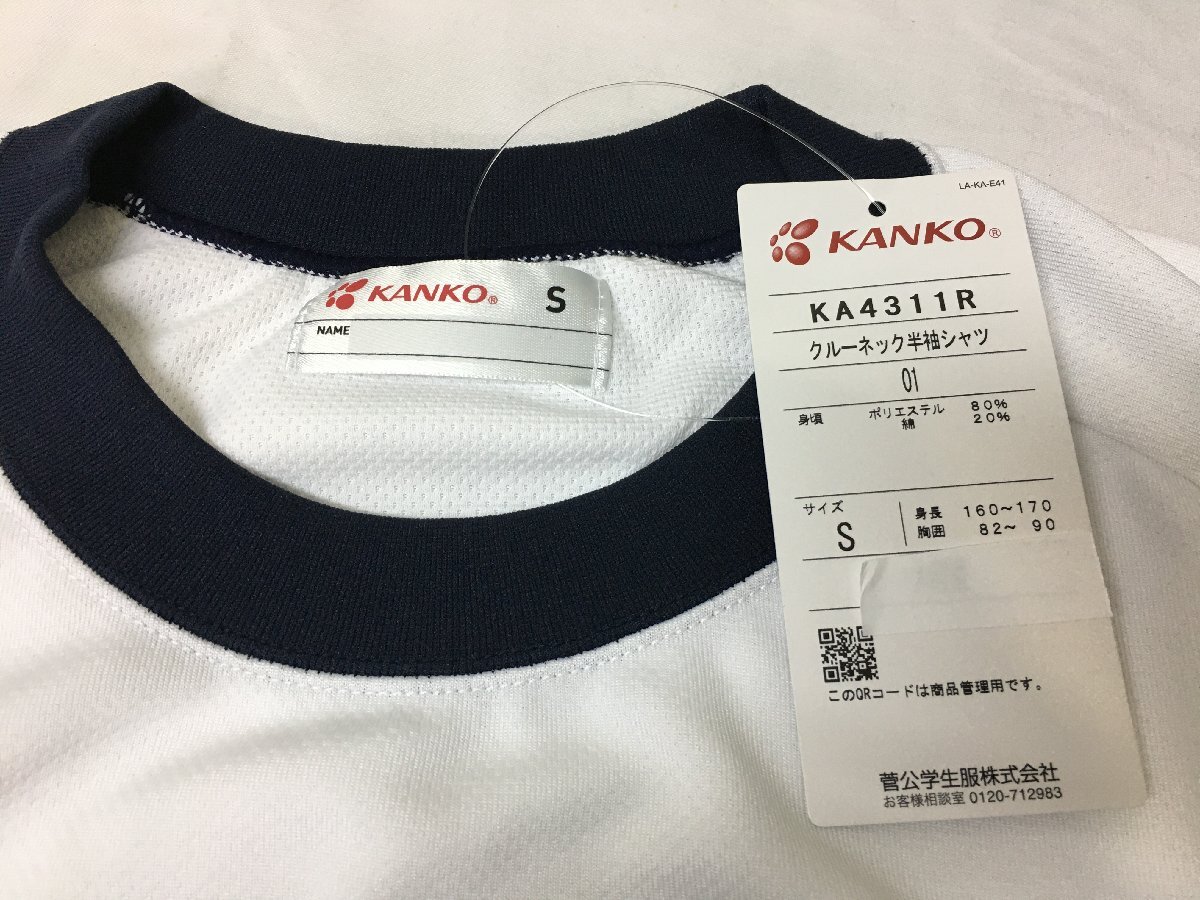 KANKO® S
NAME
LA-KA-E41
KANKO®
KA4311R
クルーネック半袖シャツ
01
身頃 ポリエステル 80%
綿 20%
サイズ
S
身長 160～170
胸囲 82～ 90
このQRコードは商品管理用です。
菅公学生服株式会社
お客様相談室 0120-712983